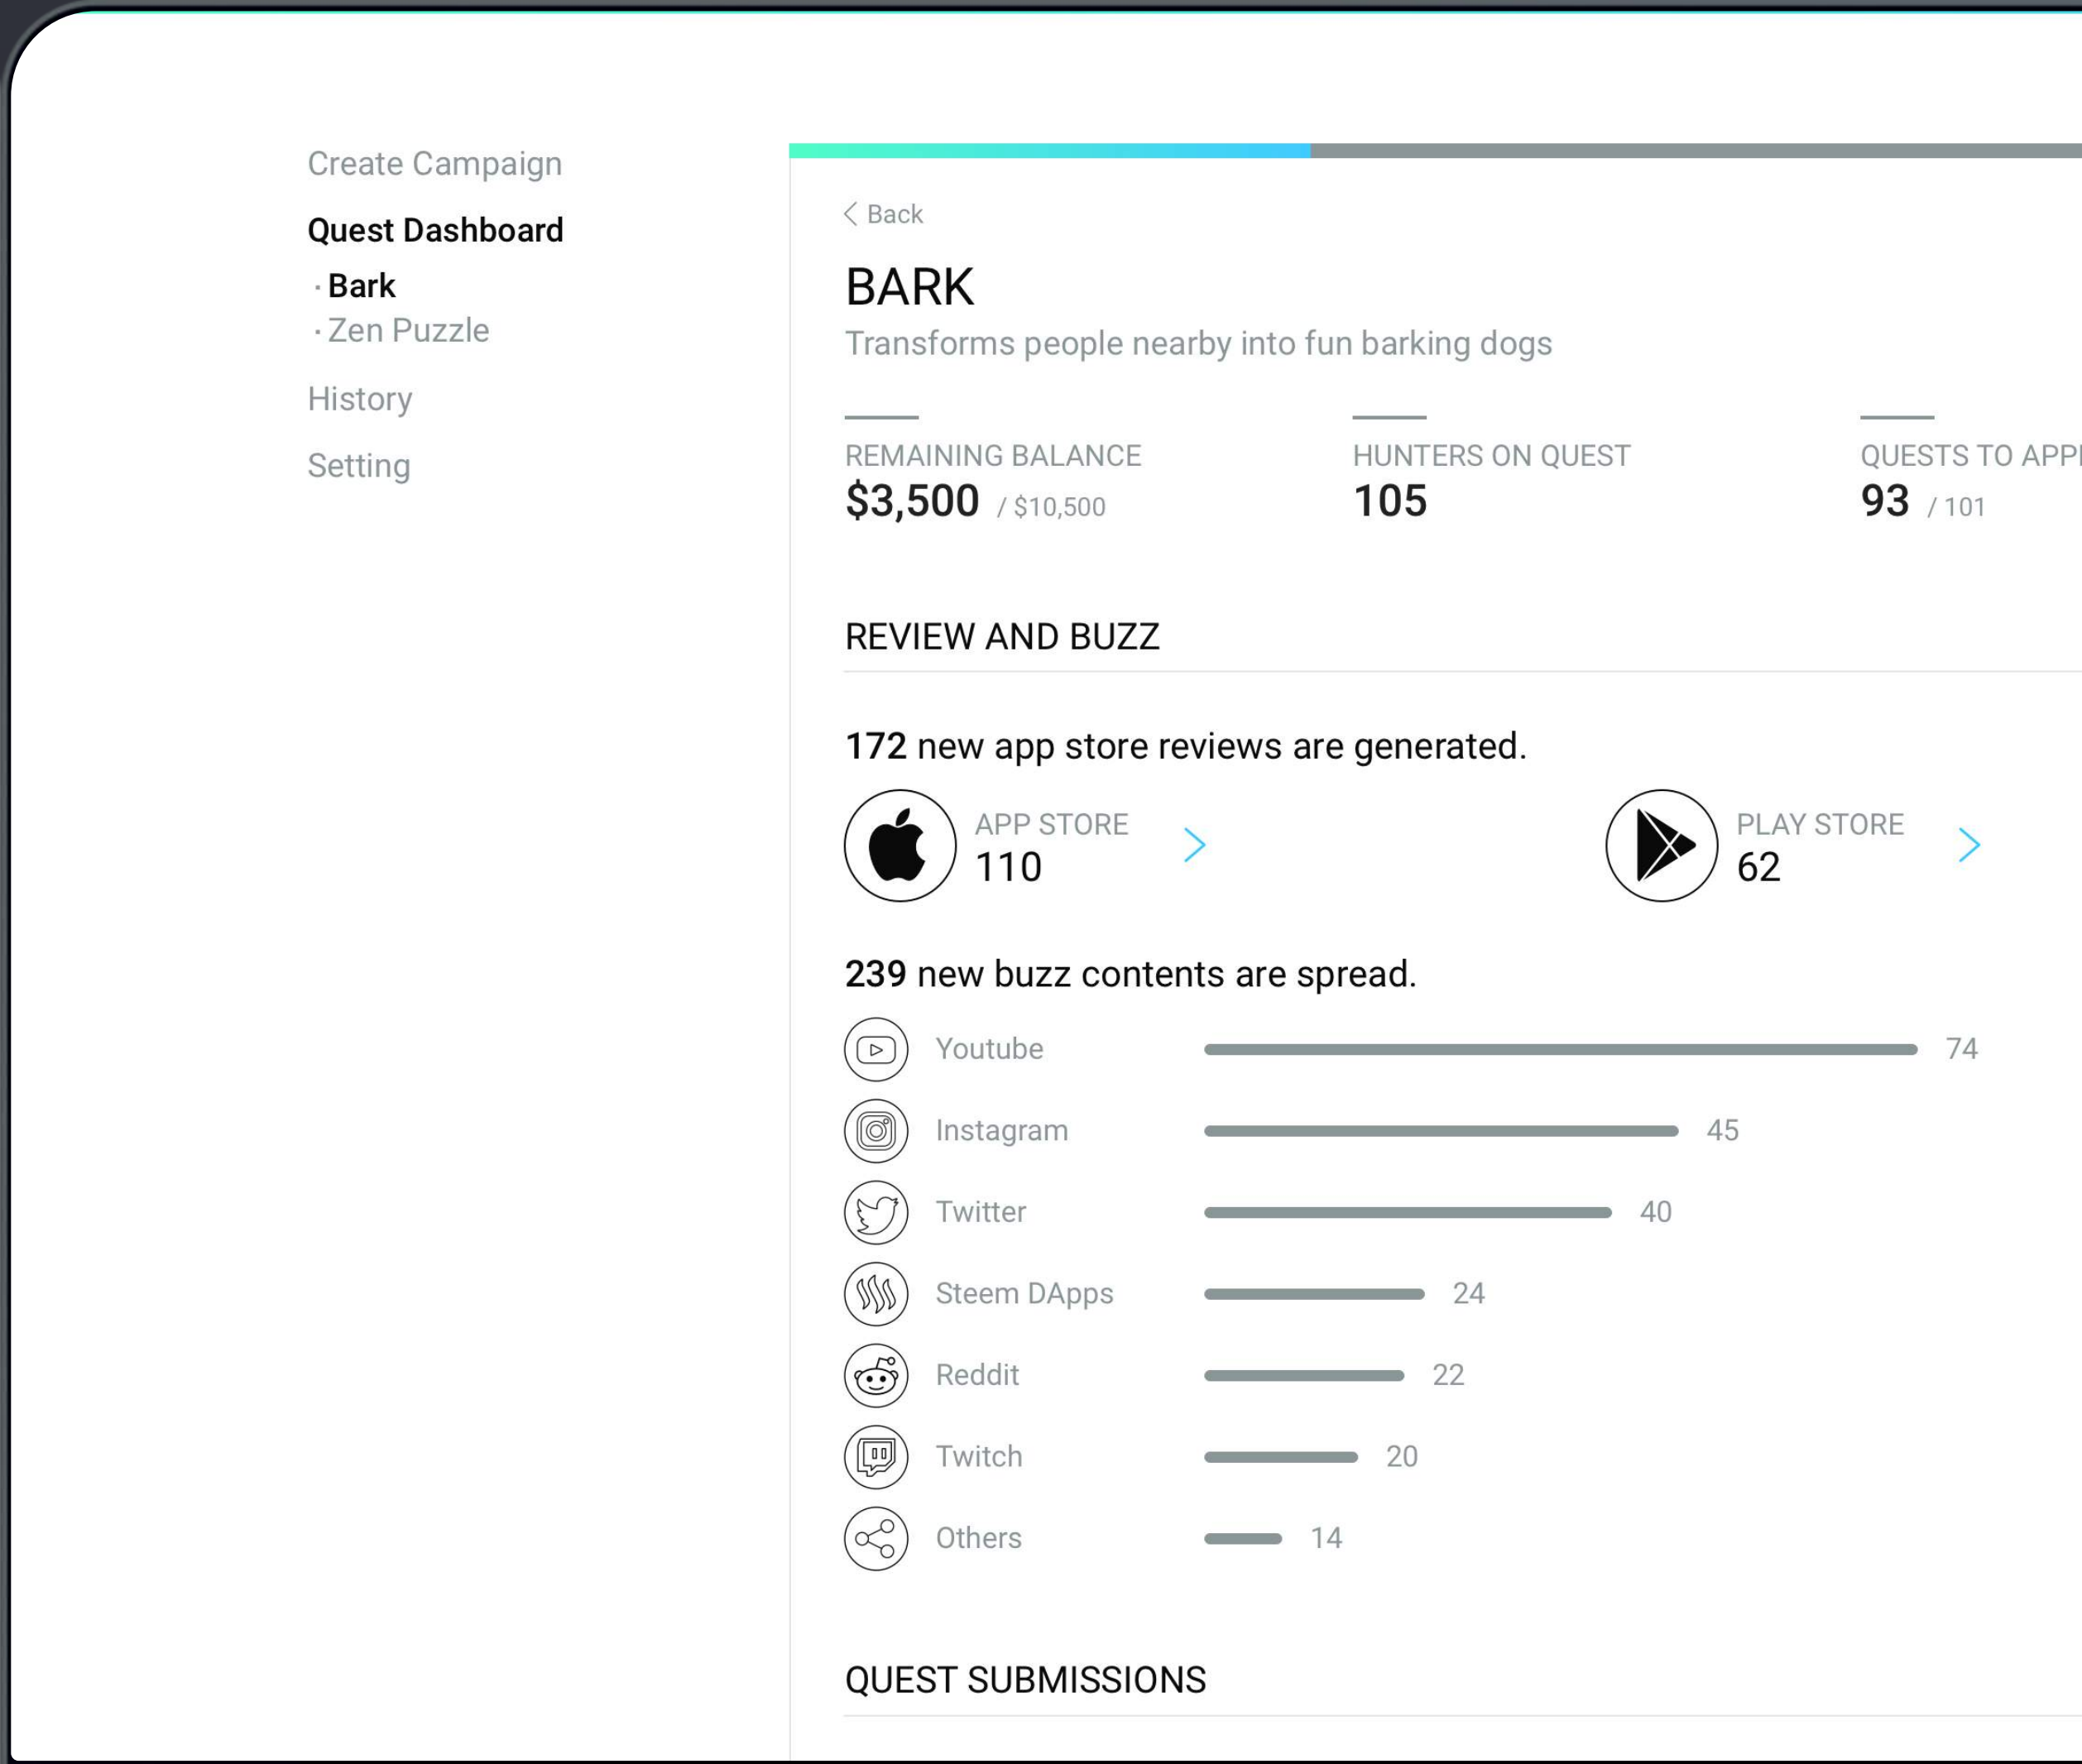 Create Campaign
Quest Dashboard
· Bark
· Zen Puzzle
History
Setting
Back
BARK
Transforms people nearby into fun barking dogs
REMAINING BALANCE
$3,500 / $10,500
HUNTERS ON QUEST
105
QUESTS TO
93 / 101
REVIEW AND BUZZ
172 new app store reviews are generated.
APP STORE
110
PLAY STORE
62
239 new buzz contents are spread.
Youtube 74
Instagram 45
Twitter 40
Steem DApps 24
Reddit 22
Twitch 20
Others 14
QUEST SUBMISSIONS